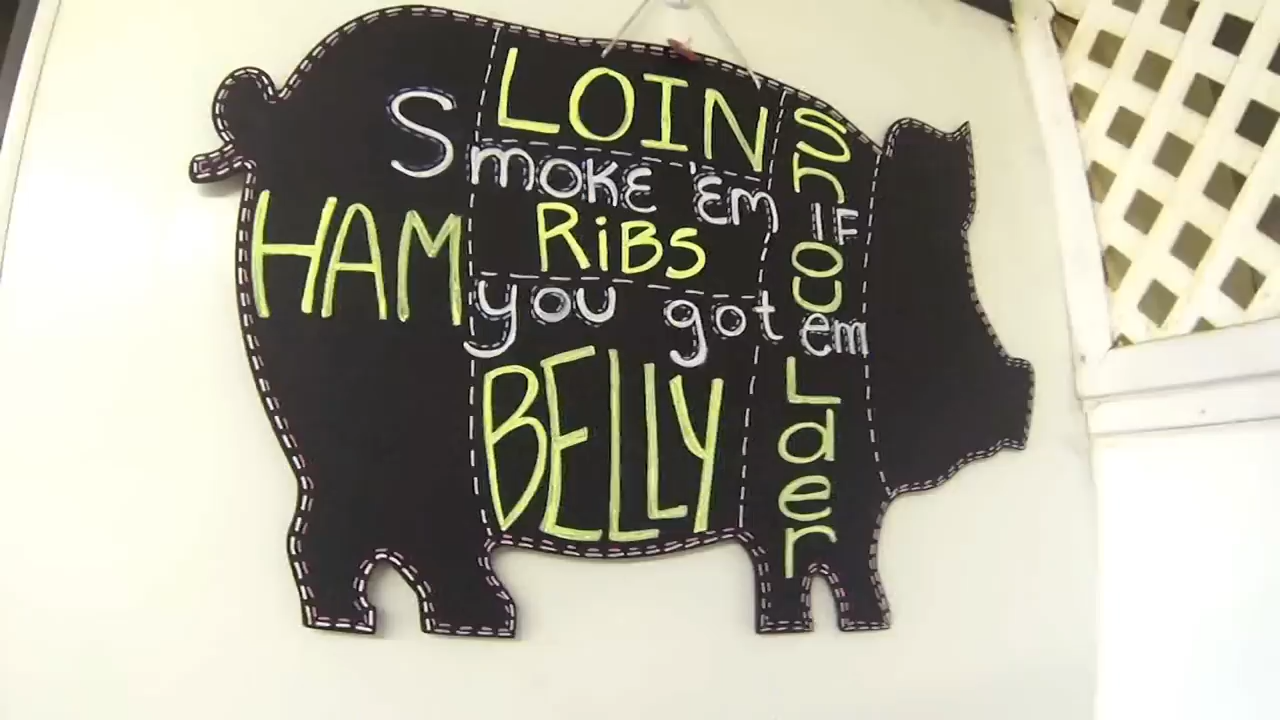 LOIN
Smoke 'Em IF
HAM
RiBS
you got em
BELLY
ShouLder